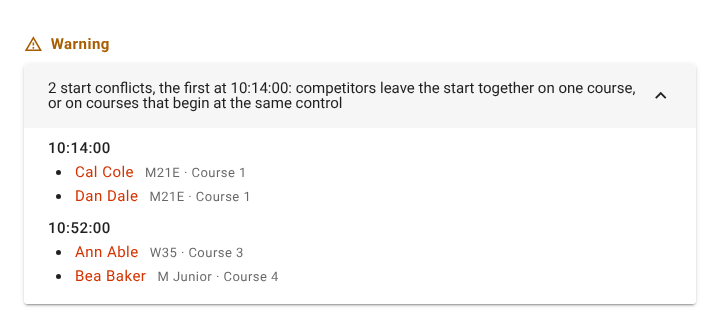 Warning
2 start conflicts, the first at 10:14:00: competitors leave the start together on one course,
or on courses that begin at the same control
10:14:00
Cal Cole M21E · Course 1
Dan Dale M21E · Course 1
10:52:00
Ann Able W35 · Course 3
Bea Baker M Junior · Course 4